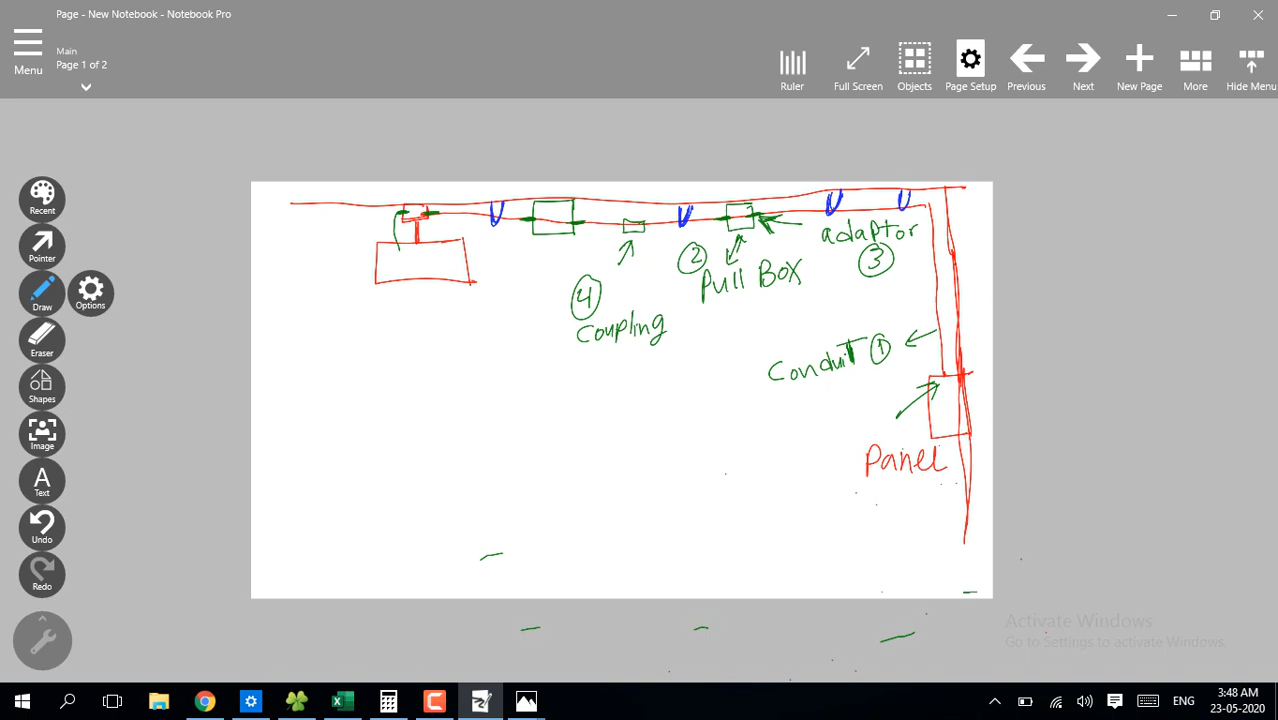 Page - New Notebook - Notebook Pro
Menu
Main
Page 1 of 2
Ruler
Full Screen
Objects
Page Setup
Previous
Next
New Page
More
Hide Menu
Recent
Pointer
Draw
Options
Eraser
Shapes
Image
A
Text
Undo
Redo
adaptor
3
2
Pull Box
4
Coupling
Conduit 1
Panel
Activate Windows
Go to Settings to activate Windows.
ENG
3:48 AM
23-05-2020